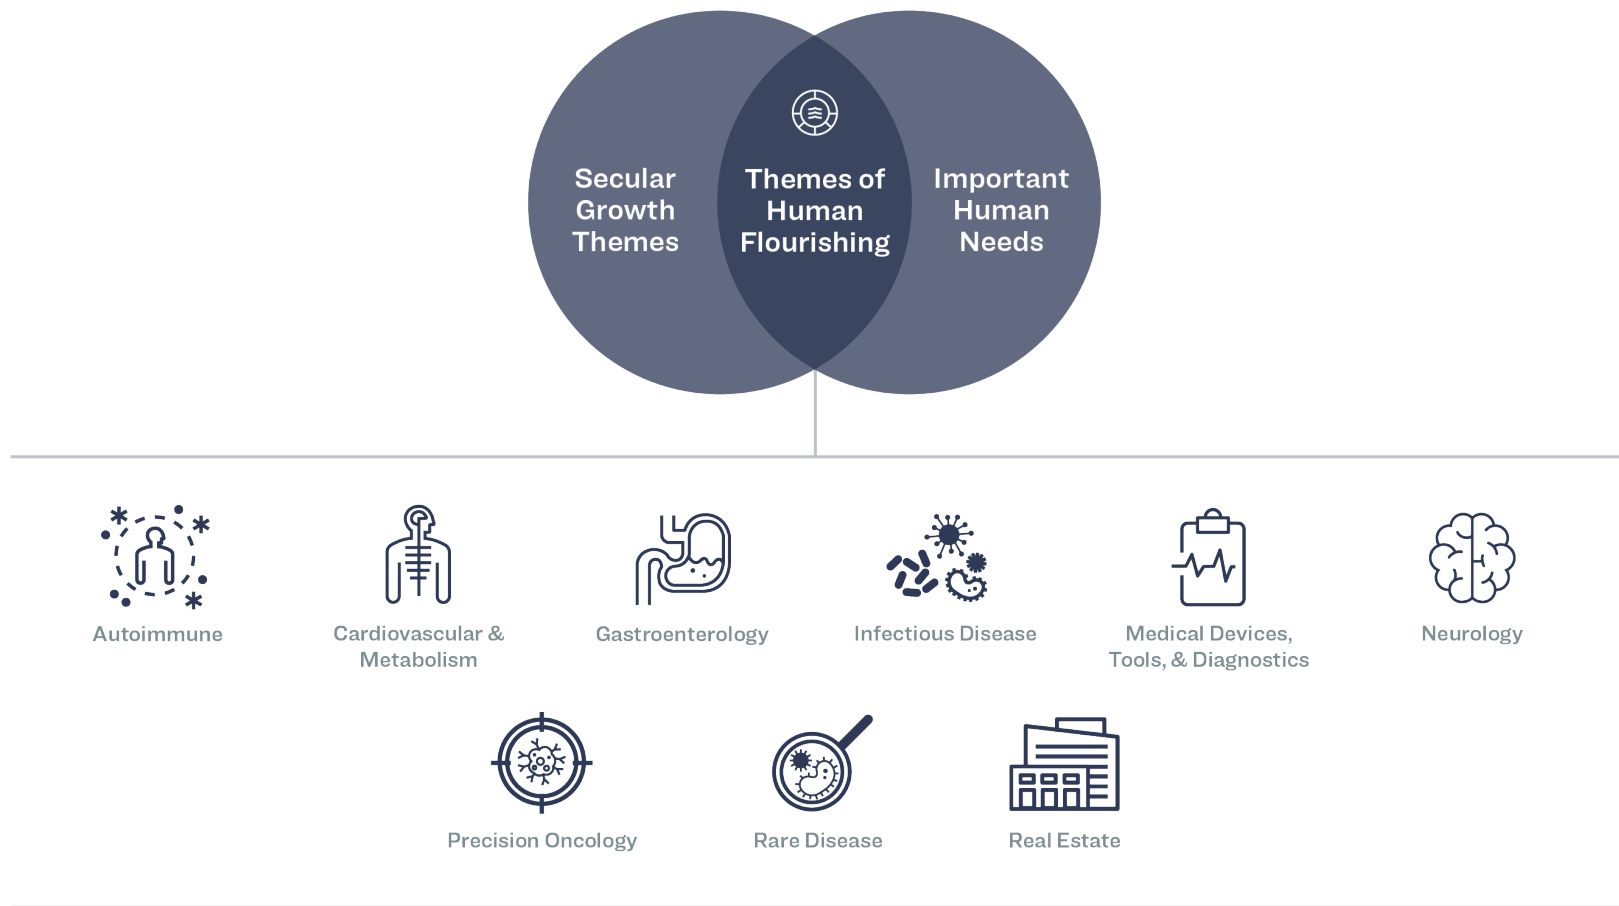 Secular
Growth
Themes
Themes of
Human
Flourishing
Important
Human
Needs
Autoimmune
Cardiovascular &
Metabolism
Gastroenterology
Infectious Disease
Medical Devices,
Tools, & Diagnostics
Neurology
Precision Oncology
Rare Disease
Real Estate